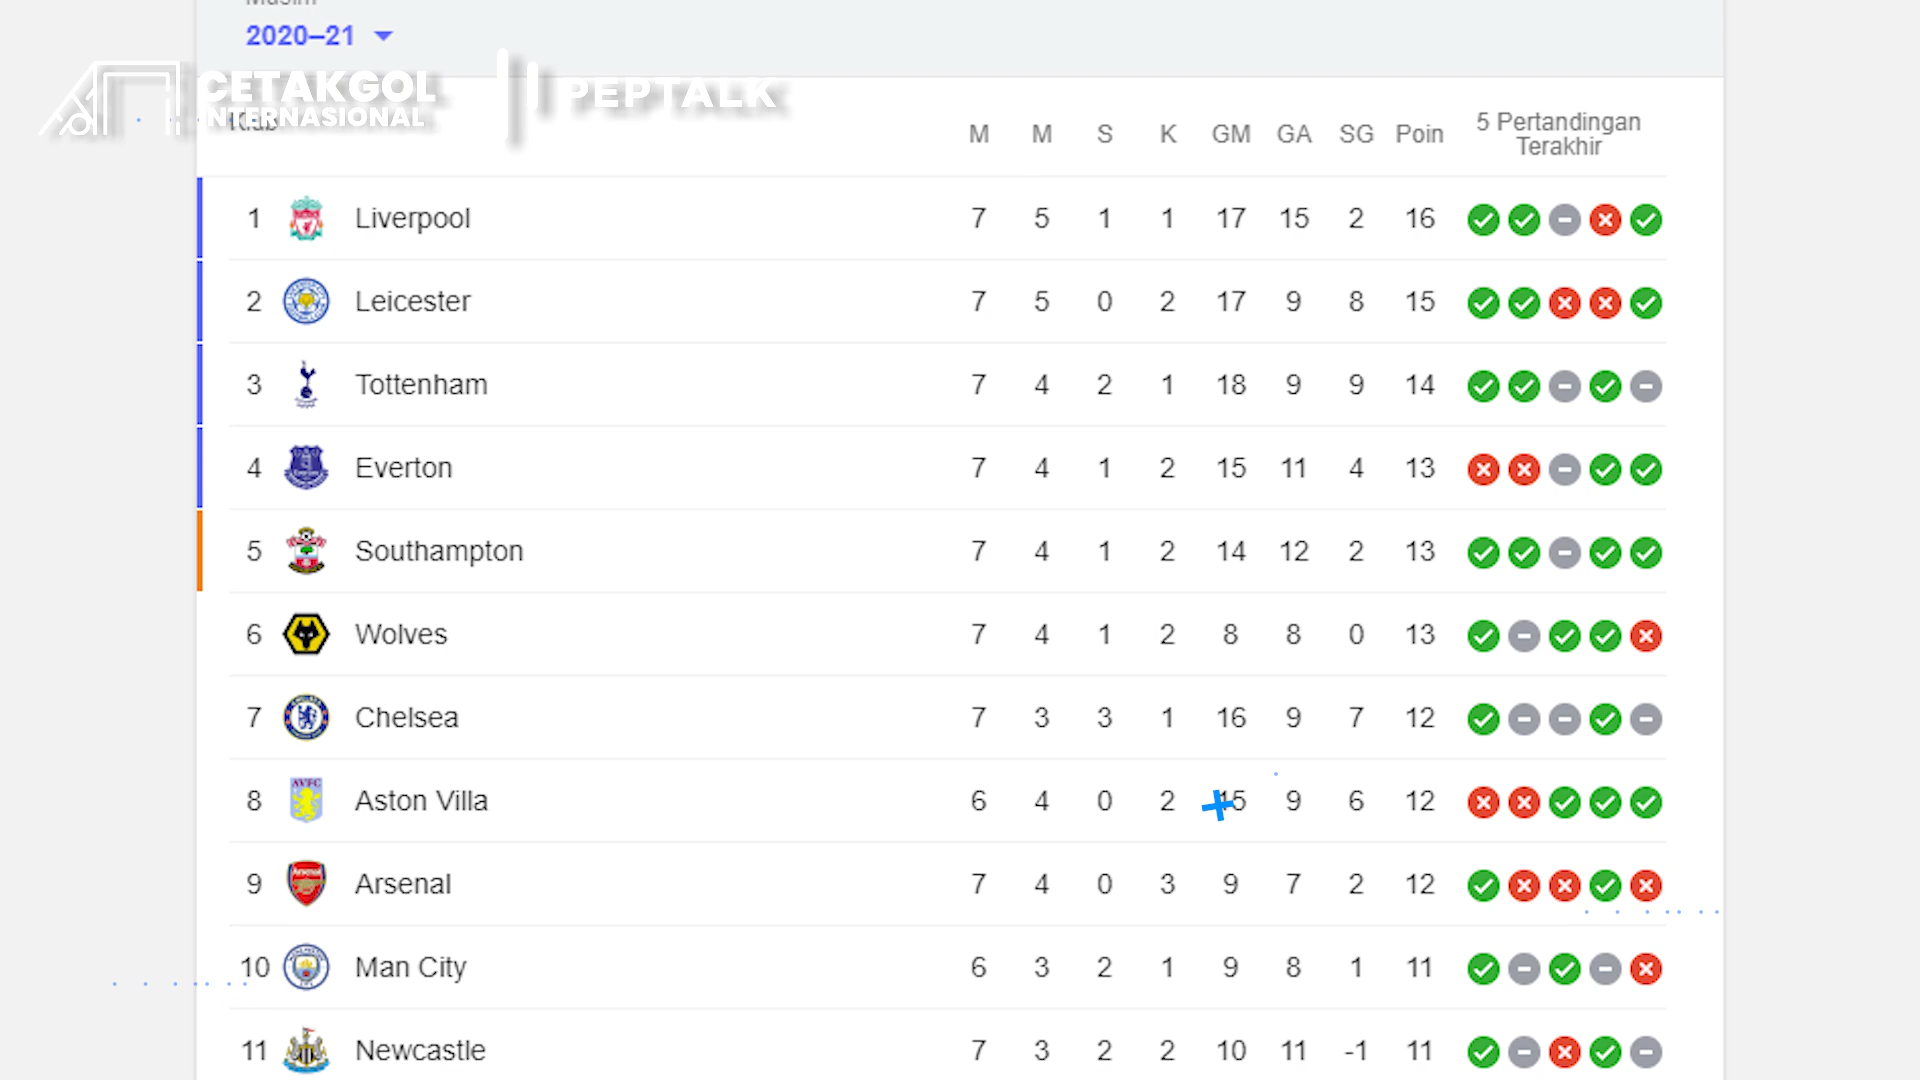 Musim
2020–21
CETAKGOL
INTERNASIONAL
PEPTALK
Klub M M S K GM GA SG Poin 5 Pertandingan
Terakhir
1 Liverpool 7 5 1 1 17 15 2 16
2 Leicester 7 5 0 2 17 9 8 15
3 Tottenham 7 4 2 1 18 9 9 14
4 Everton 7 4 1 2 15 11 4 13
5 Southampton 7 4 1 2 14 12 2 13
6 Wolves 7 4 1 2 8 8 0 13
7 Chelsea 7 3 3 1 16 9 7 12
8 Aston Villa 6 4 0 2 15 9 6 12
9 Arsenal 7 4 0 3 9 7 2 12
10 Man City 6 3 2 1 9 8 1 11
11 Newcastle 7 3 2 2 10 11 -1 11